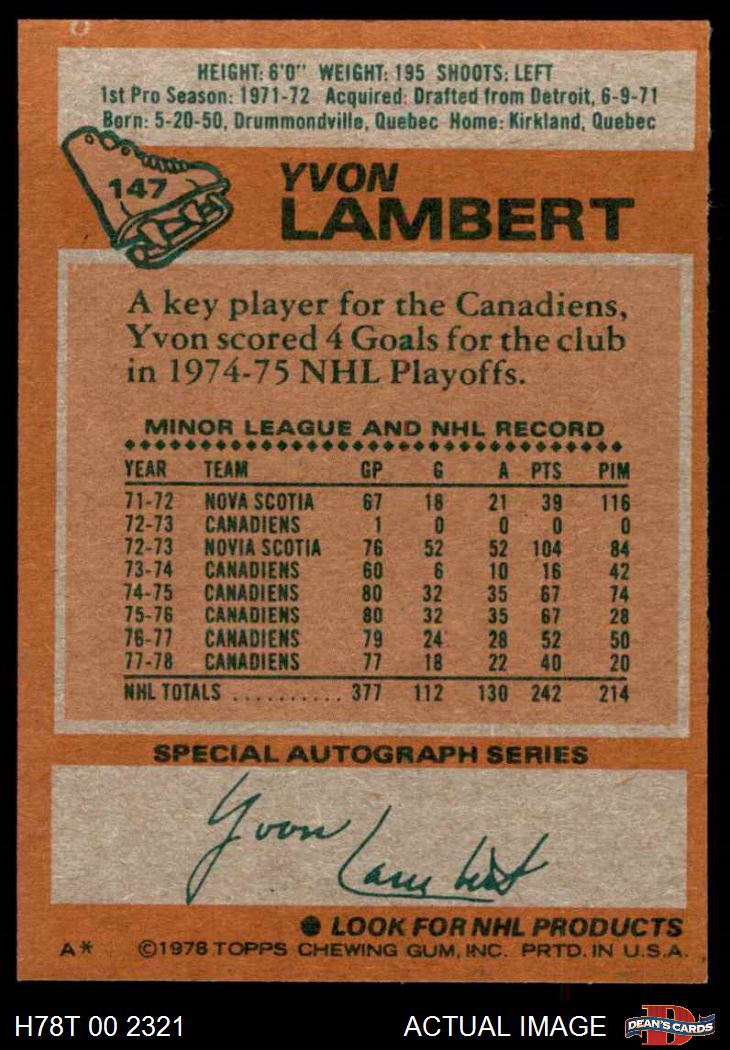 HEIGHT: 6'0" WEIGHT: 195 SHOOTS: LEFT
1st Pro Season: 1971-72 Acquired: Drafted from Detroit, 6-9-71
Born: 5-20-50, Drummondville, Quebec Home: Kirkland, Quebec
147
YVON
LAMBERT
A key player for the Canadiens,
Yvon scored 4 Goals for the club
in 1974-75 NHL Playoffs.
MINOR LEAGUE AND NHL RECORD
YEAR TEAM GP G A PTS PIM
71-72 NOVA SCOTIA 67 18 21 39 116
72-73 CANADIENS 1 0 0 0 0
72-73 NOVIA SCOTIA 76 52 52 104 84
73-74 CANADIENS 60 6 10 16 42
74-75 CANADIENS 80 32 35 67 74
75-76 CANADIENS 80 32 35 67 28
76-77 CANADIENS 79 24 28 52 50
77-78 CANADIENS 77 18 22 40 20
NHL TOTALS .......... 377 112 130 242 214
SPECIAL AUTOGRAPH SERIES
Yvon Lambert
● LOOK FOR NHL PRODUCTS
A* ©1978 TOPPS CHEWING GUM, INC. PRTD. IN U.S.A.
H78T 00 2321 ACTUAL IMAGE D DEAN'S CARDS